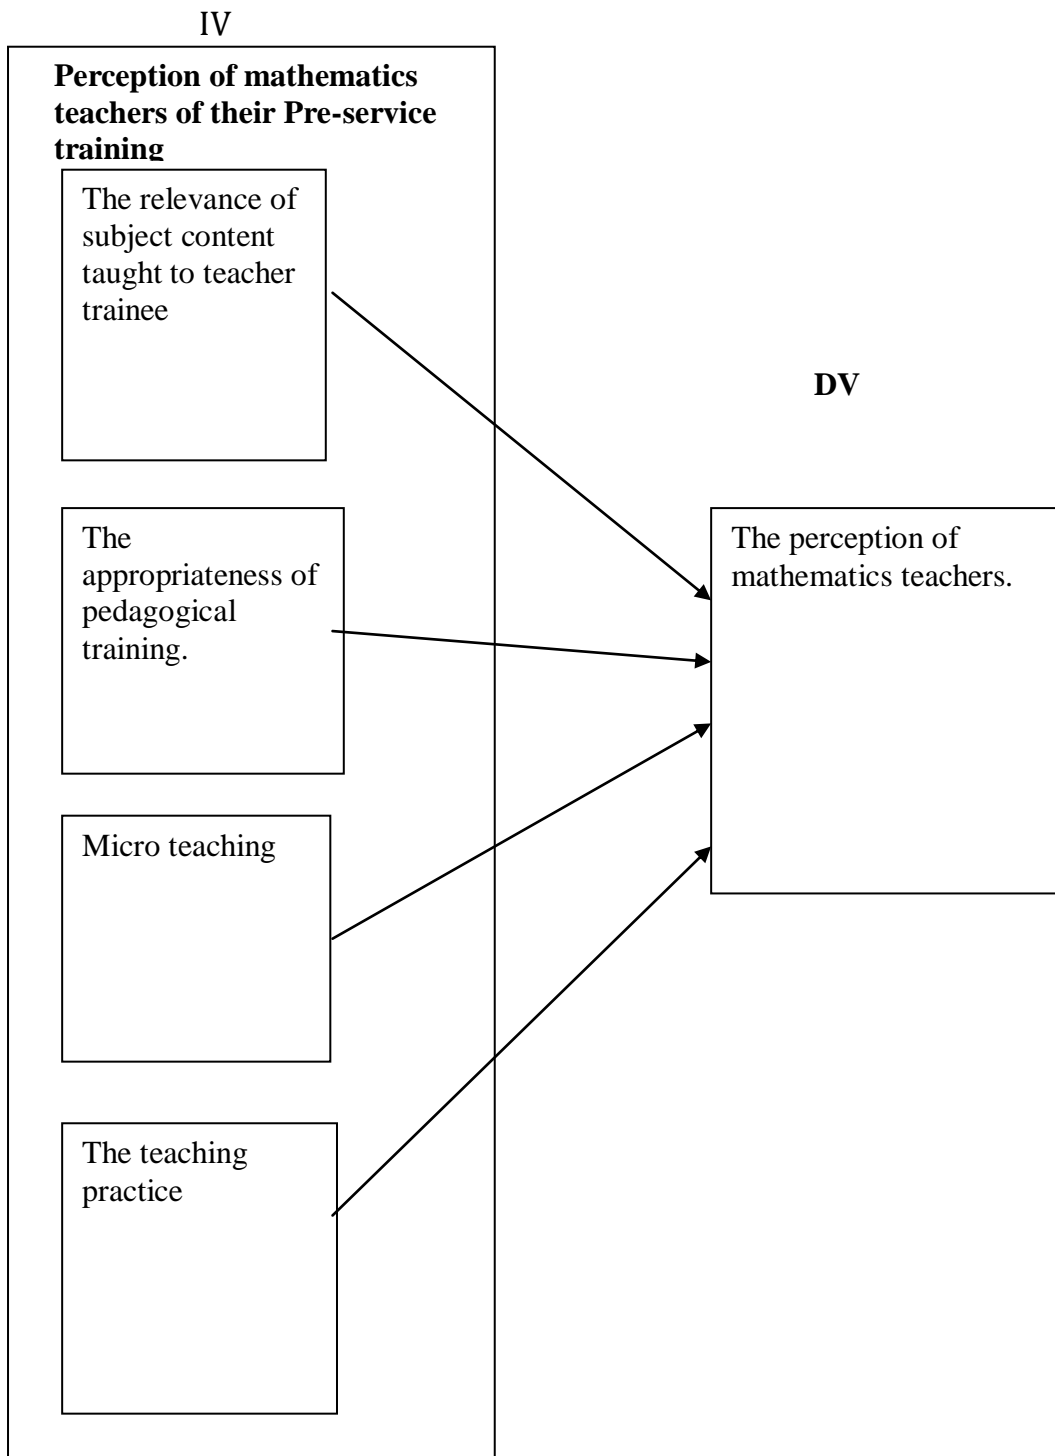 IV
Perception of mathematics
teachers of their Pre-service
training
The relevance of
subject content
taught to teacher
trainee
DV
The
appropriateness of
pedagogical
training.
The perception of
mathematics teachers.
Micro teaching
The teaching
practice